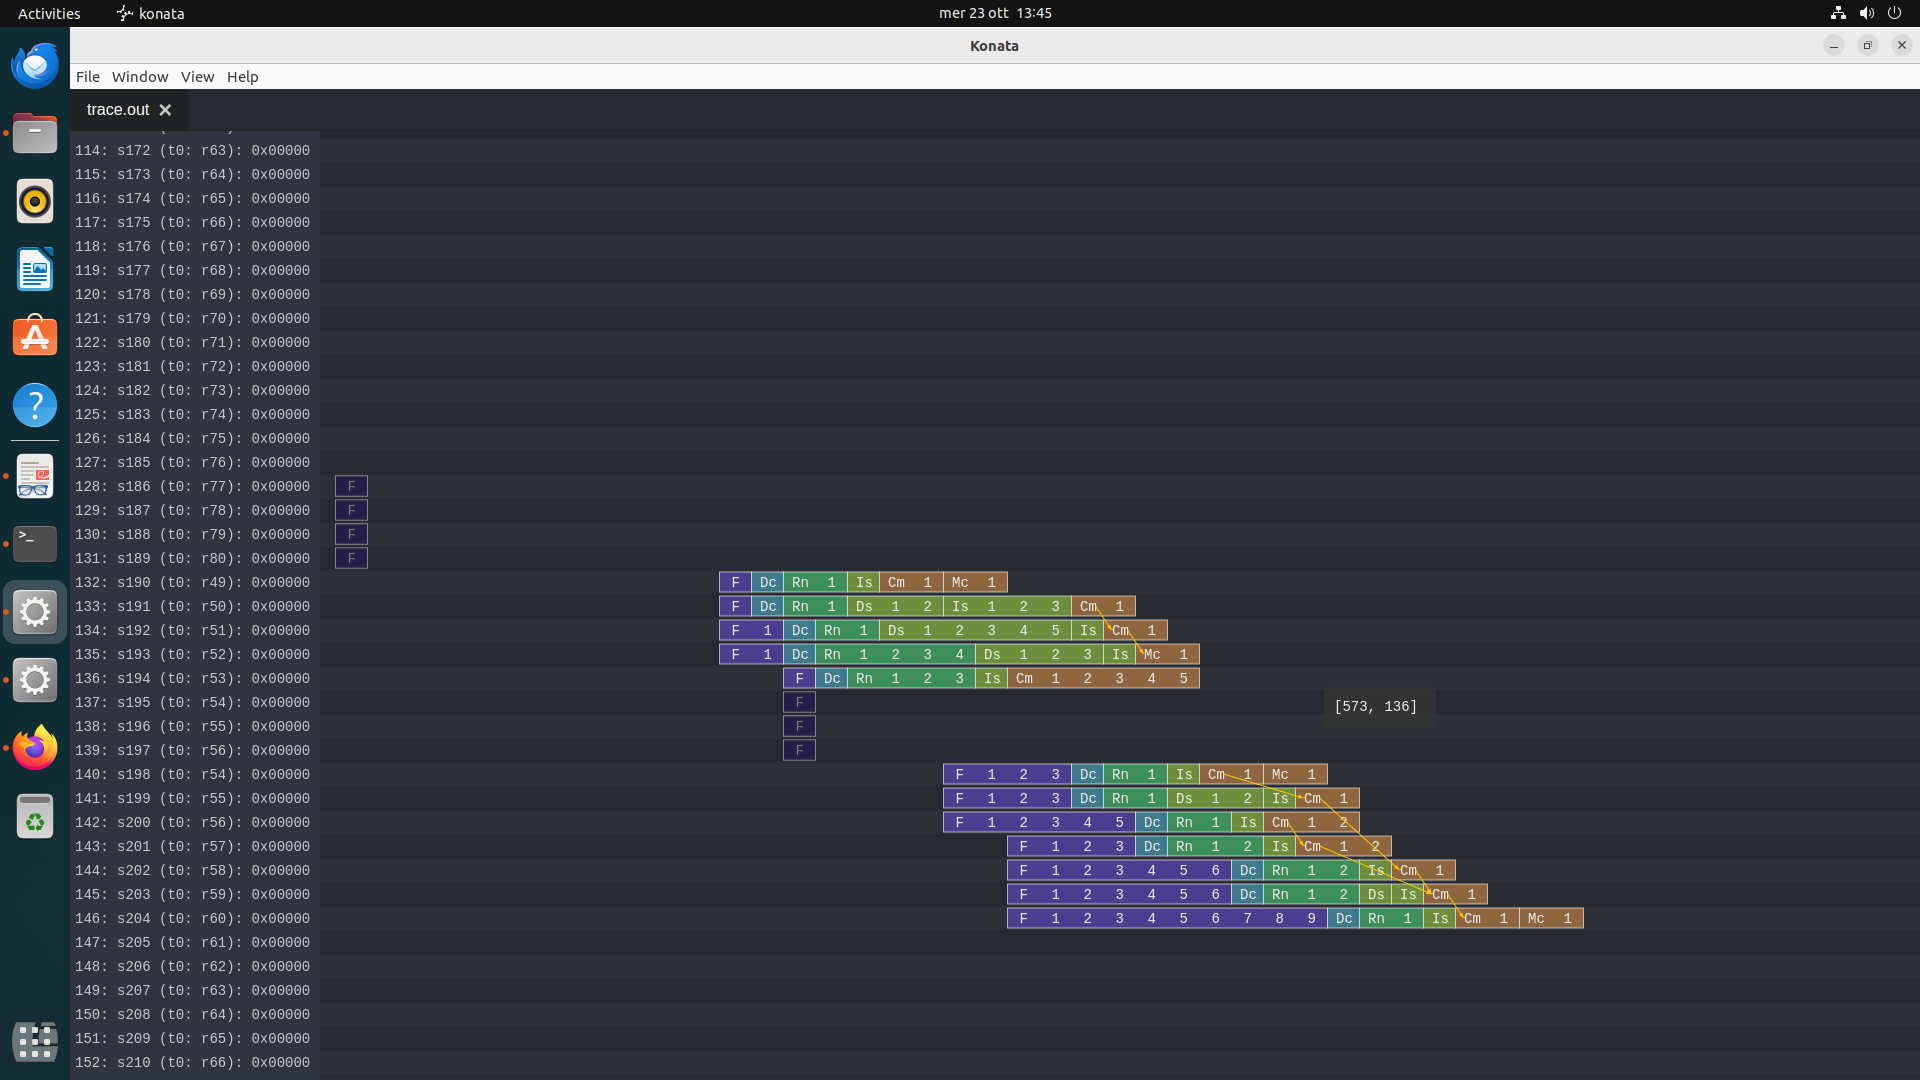 Activities konata mer 23 ott 13:45
Konata
File Window View Help
trace.out
114: s172 (t0: r63): 0x00000
115: s173 (t0: r64): 0x00000
116: s174 (t0: r65): 0x00000
117: s175 (t0: r66): 0x00000
118: s176 (t0: r67): 0x00000
119: s177 (t0: r68): 0x00000
120: s178 (t0: r69): 0x00000
121: s179 (t0: r70): 0x00000
122: s180 (t0: r71): 0x00000
123: s181 (t0: r72): 0x00000
124: s182 (t0: r73): 0x00000
125: s183 (t0: r74): 0x00000
126: s184 (t0: r75): 0x00000
127: s185 (t0: r76): 0x00000
128: s186 (t0: r77): 0x00000 F
129: s187 (t0: r78): 0x00000 F
130: s188 (t0: r79): 0x00000 F
131: s189 (t0: r80): 0x00000 F
132: s190 (t0: r49): 0x00000 F Dc Rn 1 Is Cm 1 Mc 1
133: s191 (t0: r50): 0x00000 F Dc Rn 1 Ds 1 2 Is 1 2 3 Cm 1
134: s192 (t0: r51): 0x00000 F 1 Dc Rn 1 Ds 1 2 3 4 5 Is Cm 1
135: s193 (t0: r52): 0x00000 F 1 Dc Rn 1 2 3 4 Ds 1 2 3 Is Mc 1
136: s194 (t0: r53): 0x00000 F Dc Rn 1 2 3 Is Cm 1 2 3 4 5
137: s195 (t0: r54): 0x00000 F [573, 136]
138: s196 (t0: r55): 0x00000 F
139: s197 (t0: r56): 0x00000 F
140: s198 (t0: r54): 0x00000 F 1 2 3 Dc Rn 1 Is Cm 1 Mc 1
141: s199 (t0: r55): 0x00000 F 1 2 3 Dc Rn 1 Ds 1 2 Is Cm 1
142: s200 (t0: r56): 0x00000 F 1 2 3 4 5 Dc Rn 1 Is Cm 1 2
143: s201 (t0: r57): 0x00000 F 1 2 3 Dc Rn 1 2 Is Cm 1 2
144: s202 (t0: r58): 0x00000 F 1 2 3 4 5 6 Dc Rn 1 2 Is Cm 1
145: s203 (t0: r59): 0x00000 F 1 2 3 4 5 6 Dc Rn 1 2 Ds Is Cm 1
146: s204 (t0: r60): 0x00000 F 1 2 3 4 5 6 7 8 9 Dc Rn 1 Is Cm 1 Mc 1
147: s205 (t0: r61): 0x00000
148: s206 (t0: r62): 0x00000
149: s207 (t0: r63): 0x00000
150: s208 (t0: r64): 0x00000
151: s209 (t0: r65): 0x00000
152: s210 (t0: r66): 0x00000